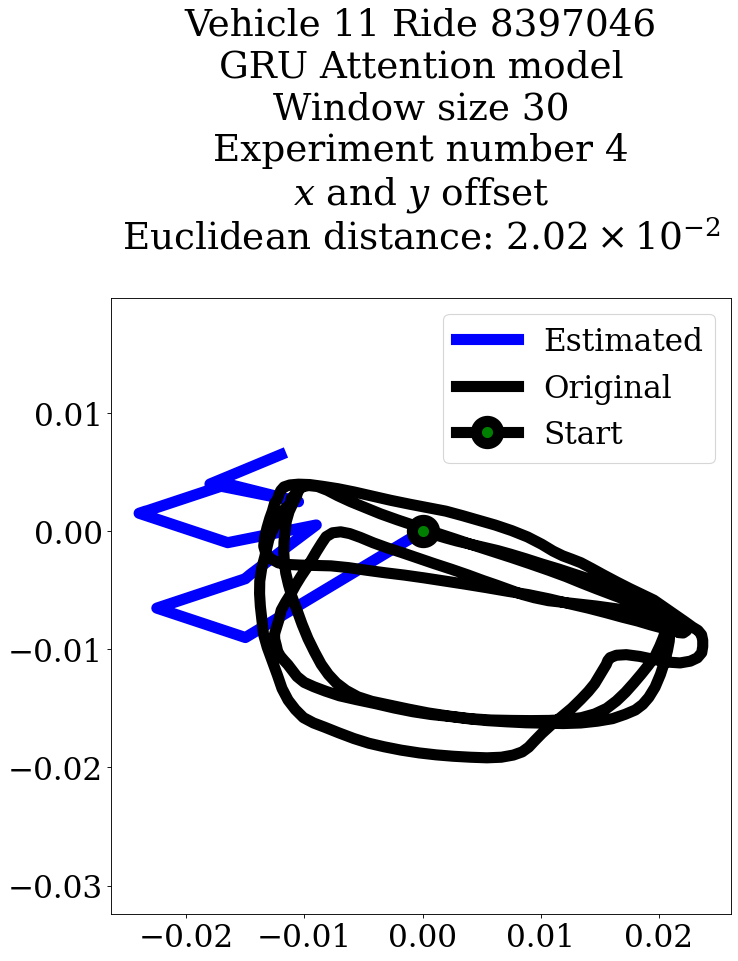 Vehicle 11 Ride 8397046
GRU Attention model
Window size 30
Experiment number 4
x and y offset
Euclidean distance: 2.02 × 10⁻²
Estimated
Original
Start
0.01
0.00
−0.01
−0.02
−0.03
−0.02 −0.01 0.00 0.01 0.02